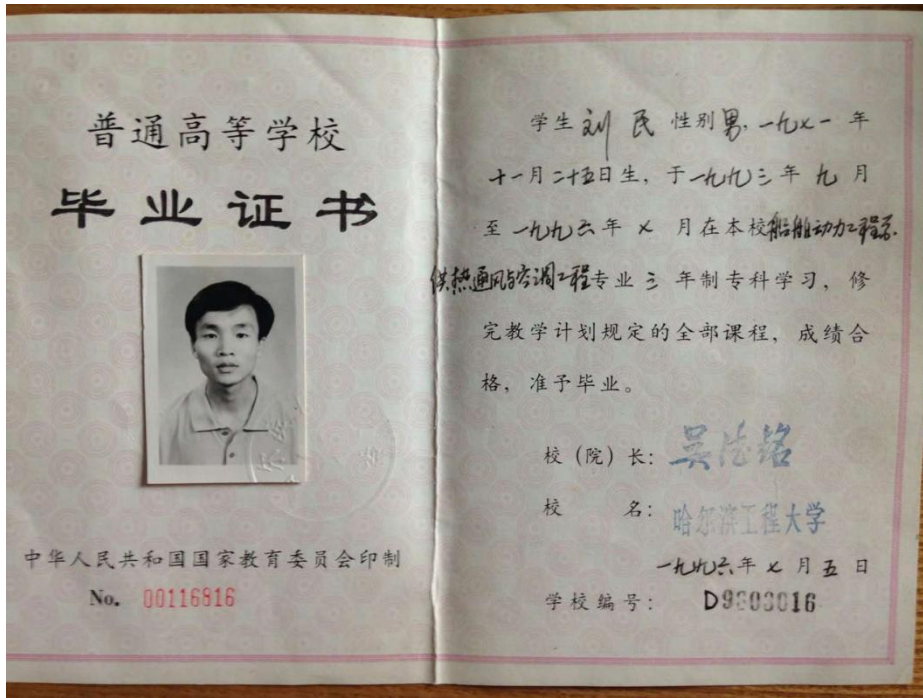 普通高等学校
毕业证书
中华人民共和国国家教育委员会印制
No. 00116816
学生 刘 民 性别男,一九七一 年
十一月二十五日生,于一九九三年 九 月
至一九九六年 七 月在本校船舶动力工程系
供热通风与空调工程专业 三 年制专科学习,修
完教学计划规定的全部课程,成绩合
格,准予毕业。
校(院)长: 吴德铭
校 名: 哈尔滨工程大学
一九九六年 七 月 五 日
学校编号: